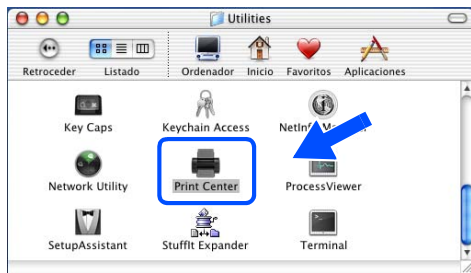 Utilities
Retroceder Listado Ordenador Inicio Favoritos Aplicaciones
Key Caps Keychain Access
Network Utility Print Center ProcessViewer
SetupAssistant StuffIt Expander Terminal